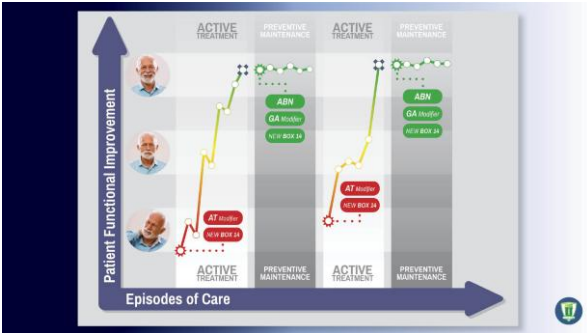 ACTIVE
TREATMENT
PREVENTIVE
MAINTENANCE
ACTIVE
TREATMENT
PREVENTIVE
MAINTENANCE
Patient Functional Improvement
ABN
GA Modifier
NEW BOX 14
ABN
GA Modifier
NEW BOX 14
AT Modifier
NEW BOX 14
AT Modifier
NEW BOX 14
ACTIVE
TREATMENT
PREVENTIVE
MAINTENANCE
ACTIVE
TREATMENT
PREVENTIVE
MAINTENANCE
Episodes of Care